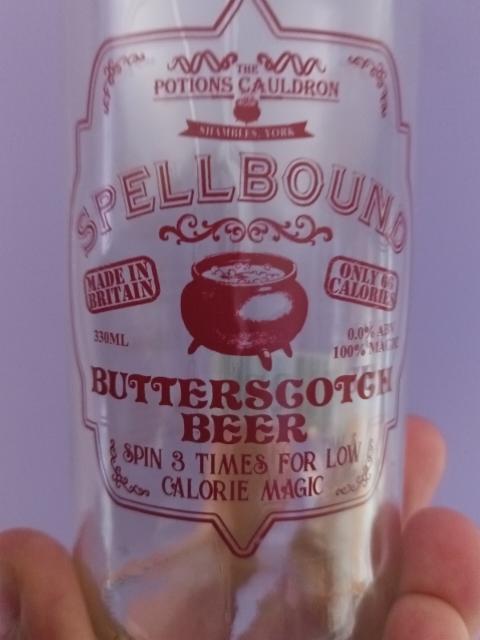 THE
POTIONS CAULDRON
SHAMBLES, YORK
SPELLBOUND
MADE IN
BRITAIN
ONLY
CALORIES
330ML
0.0% ABV
100% MAGIC
BUTTERSCOTCH
BEER
SPIN 3 TIMES FOR LOW
CALORIE MAGIC